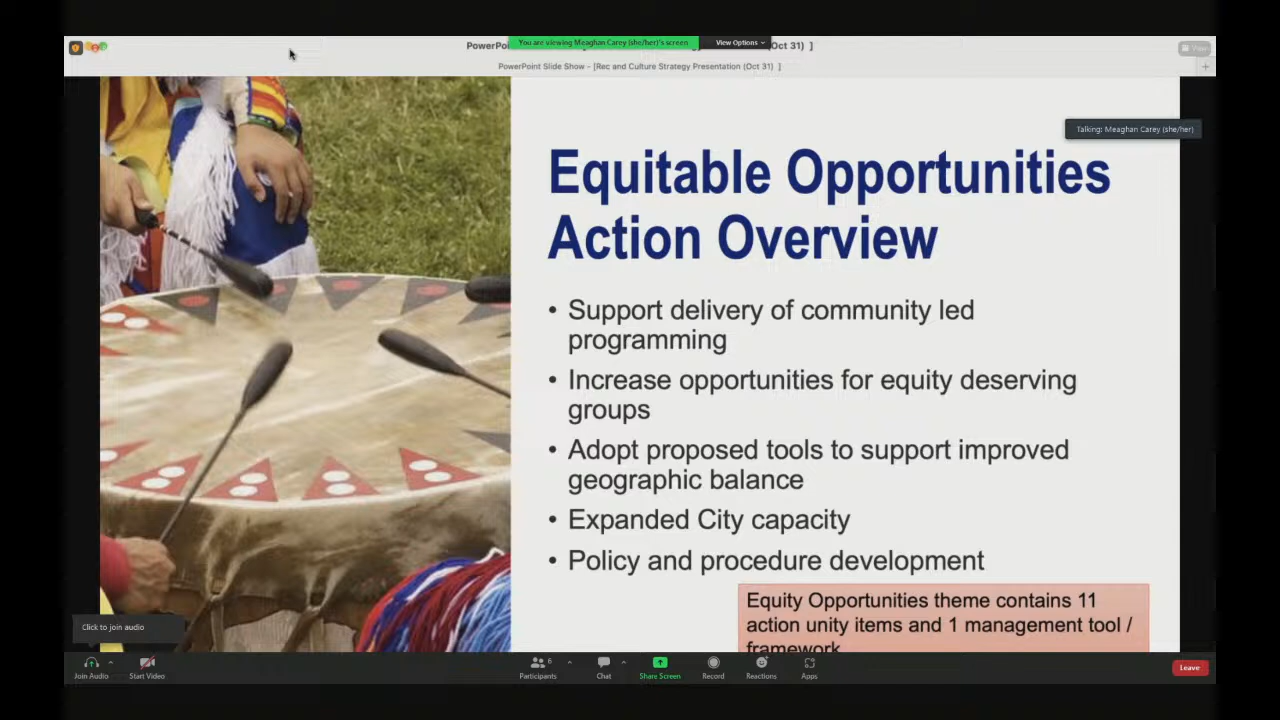 PowerPoi
You are viewing Meaghan Carey (she/her)'s screen
View Options
Oct 31) ]
PowerPoint Slide Show - [Rec and Culture Strategy Presentation (Oct 31) ]
Talking: Meaghan Carey (she/her)
Equitable Opportunities
Action Overview
• Support delivery of community led
programming
• Increase opportunities for equity deserving
groups
• Adopt proposed tools to support improved
geographic balance
• Expanded City capacity
• Policy and procedure development
Equity Opportunities theme contains 11
action unity items and 1 management tool /
framework
Click to join audio
6
Join Audio
Start Video
Participants
Chat
Share Screen
Record
Reactions
Apps
Leave